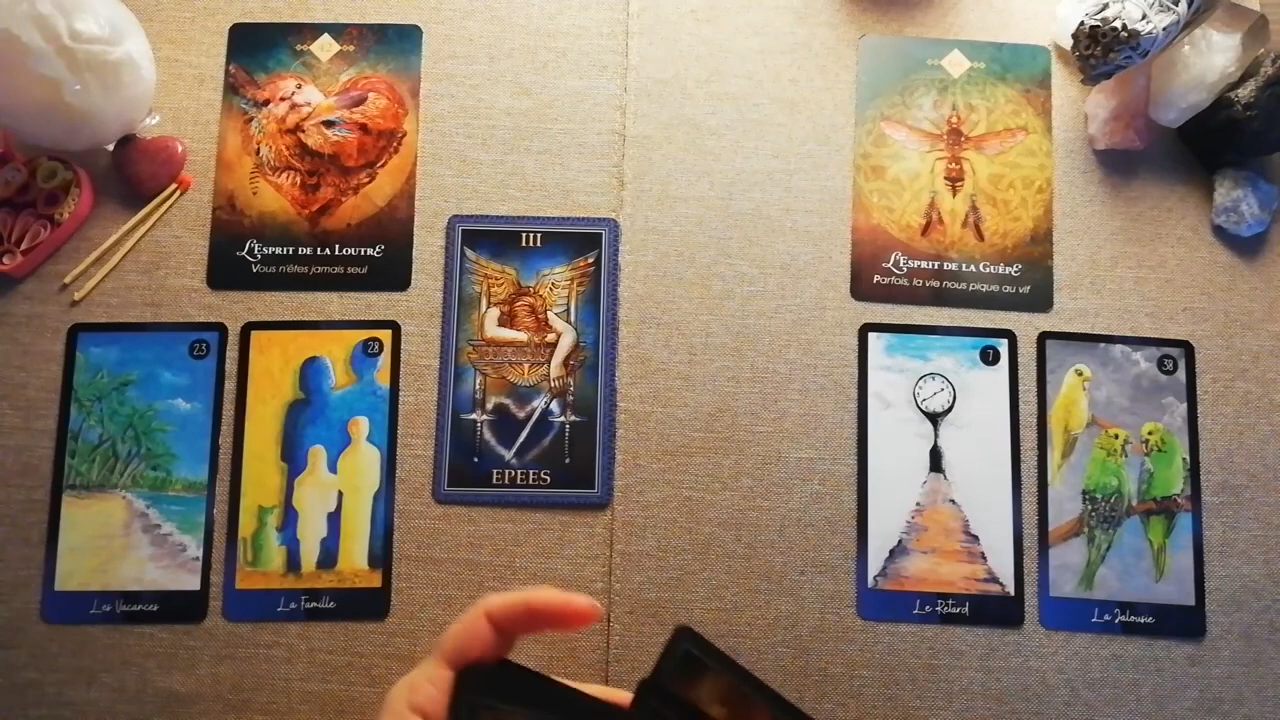 42
L'ESPRIT DE LA LOUTRE
Vous n'êtes jamais seul
L'ESPRIT DE LA GUÊPE
Parfois, la vie nous pique au vif
III
EPEES
23
Les Vacances
28
La Famille
7
Le Retard
38
La Jalousie